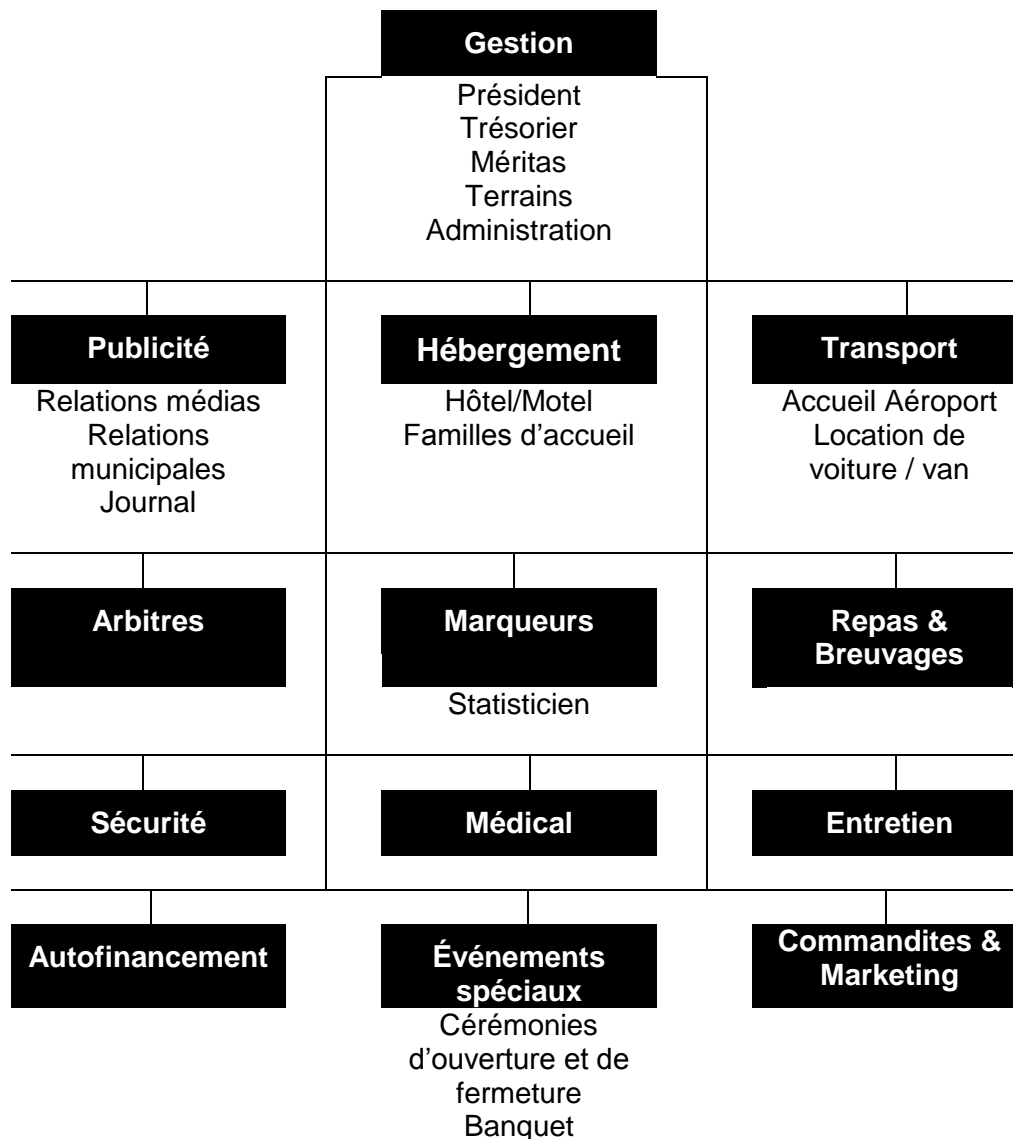 Gestion
Président
Trésorier
Méritas
Terrains
Administration
Publicité
Relations médias
Relations
municipales
Journal
Hébergement
Hôtel/Motel
Familles d’accueil
Transport
Accueil Aéroport
Location de
voiture / van
Arbitres
Marqueurs
Statisticien
Repas &
Breuvages
Sécurité
Médical
Entretien
Autofinancement
Événements
spéciaux
Cérémonies
d’ouverture et de
fermeture
Banquet
Commandites &
Marketing